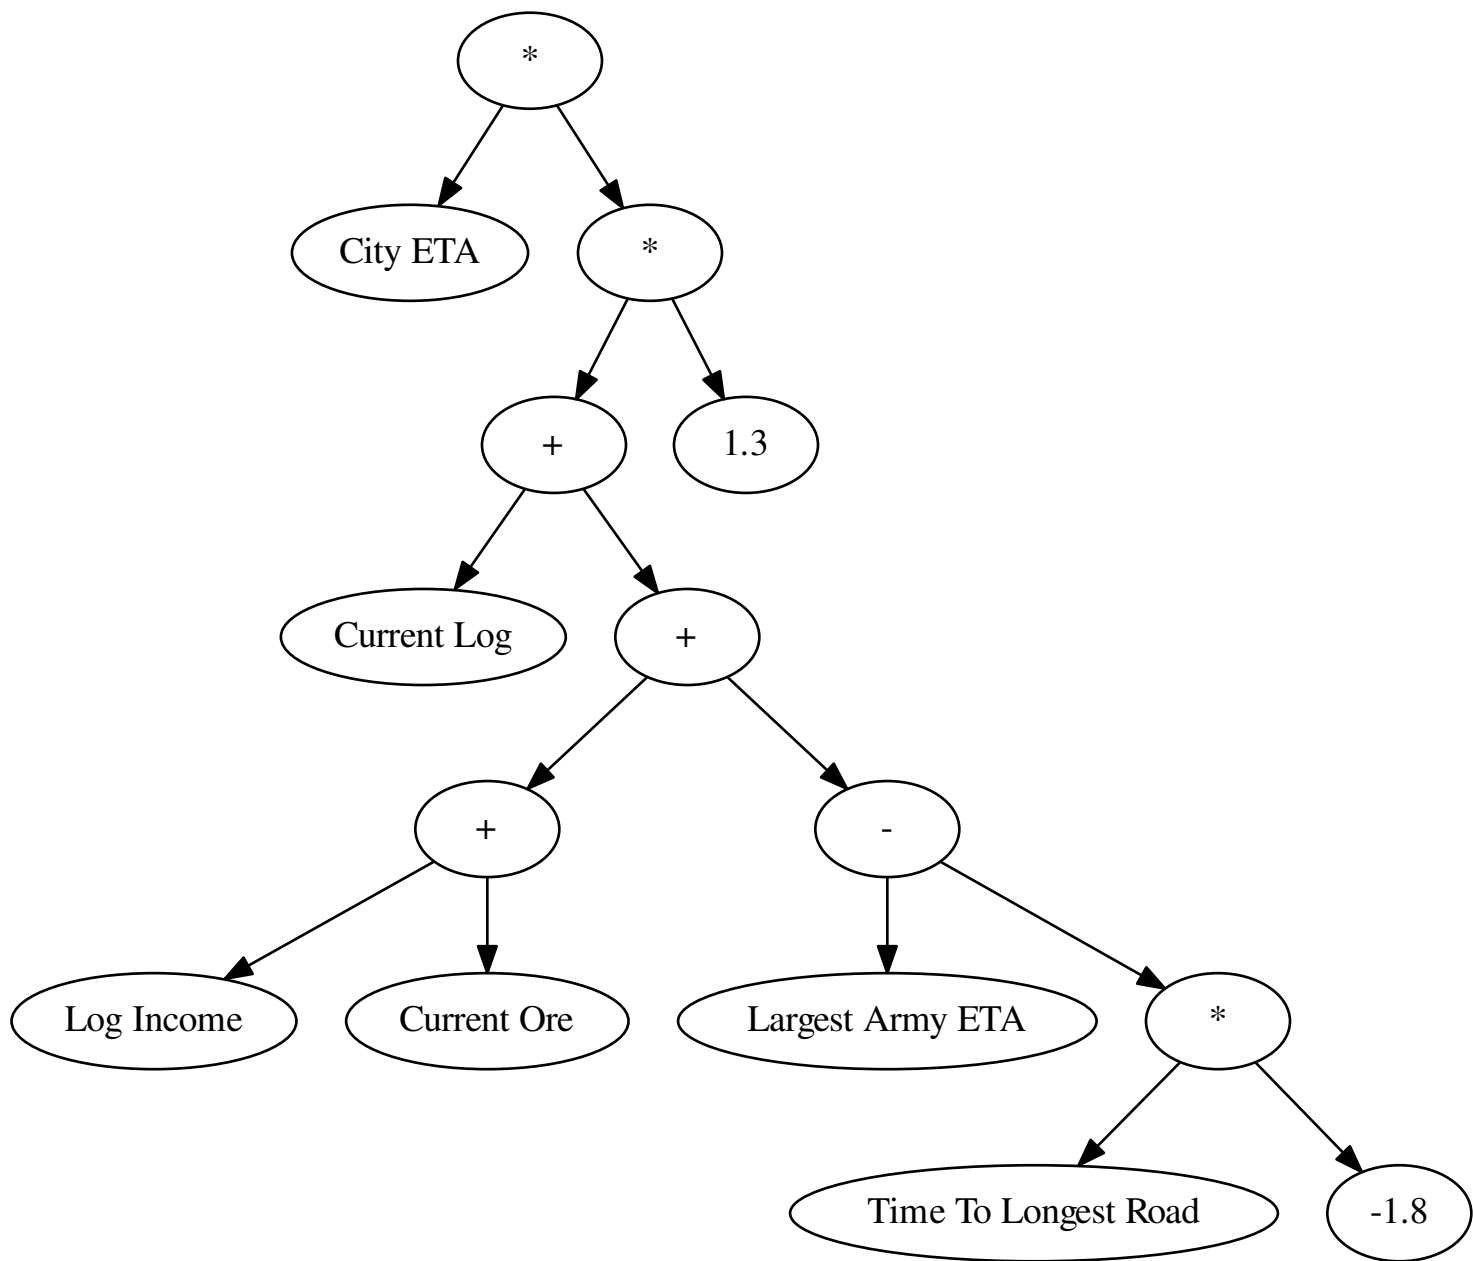 *
City ETA
*
+
1.3
Current Log
+
+
-
Log Income
Current Ore
Largest Army ETA
*
Time To Longest Road
-1.8